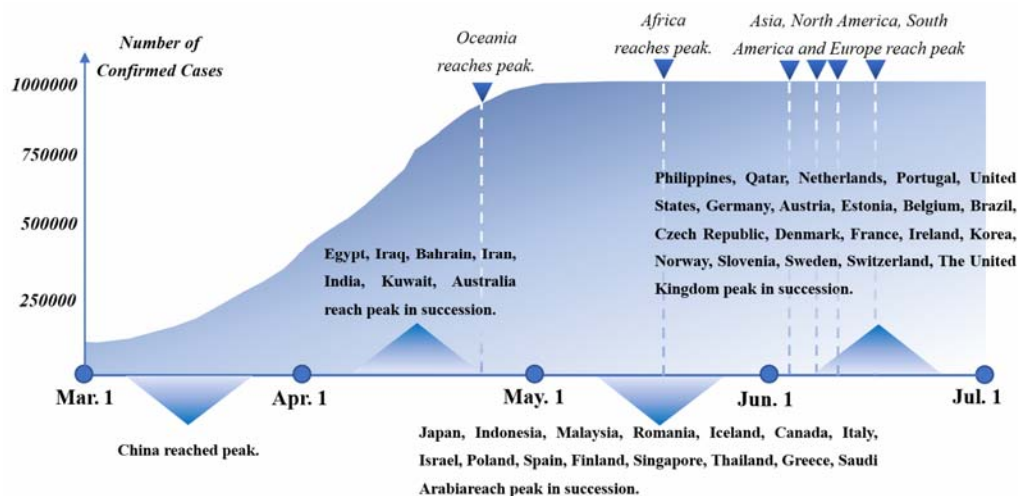 Number of
Confirmed Cases
Oceania
reaches peak.
Africa
reaches peak.
Asia, North America, South
America and Europe reach peak
1000000
750000
500000
250000
Philippines, Qatar, Netherlands, Portugal, United
States, Germany, Austria, Estonia, Belgium, Brazil,
Czech Republic, Denmark, France, Ireland, Korea,
Norway, Slovenia, Sweden, Switzerland, The United
Kingdom peak in succession.
Egypt, Iraq, Bahrain, Iran,
India, Kuwait, Australia
reach peak in succession.
Mar. 1
Apr. 1
May. 1
Jun. 1
Jul. 1
China reached peak.
Japan, Indonesia, Malaysia, Romania, Iceland, Canada, Italy,
Israel, Poland, Spain, Finland, Singapore, Thailand, Greece, Saudi
Arabiareach peak in succession.